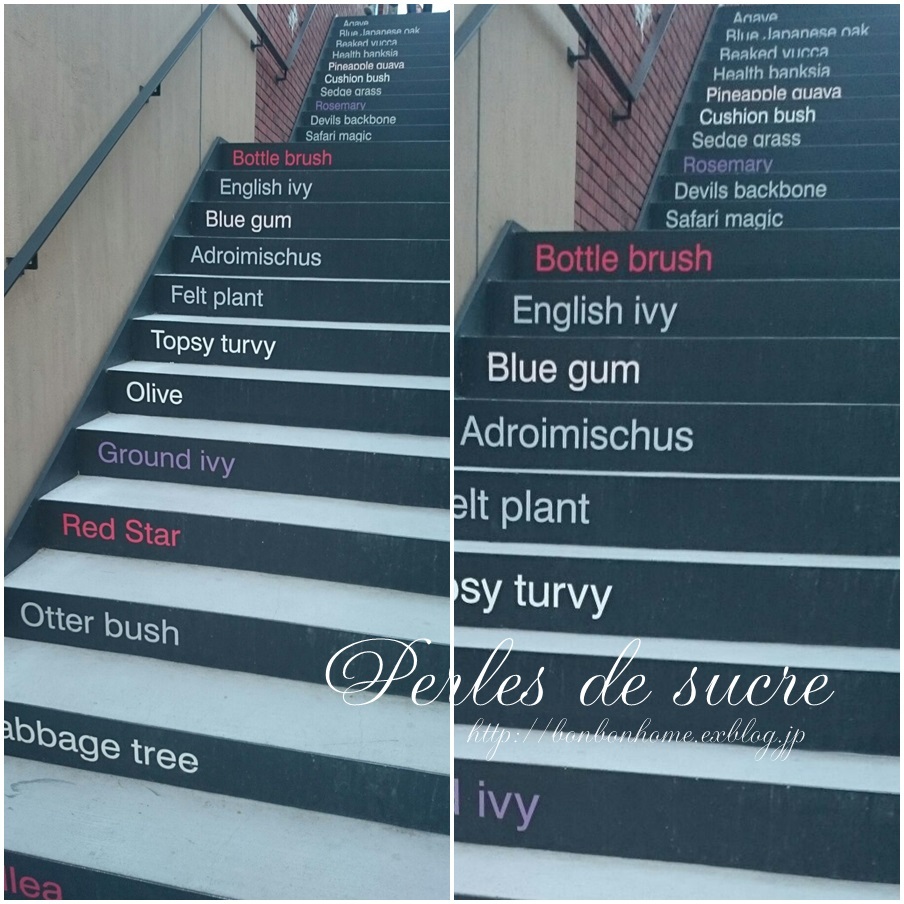 Agave
Blue Japanese oak
Beaked yucca
Health banksia
Pineapple guava
Cushion bush
Sedge grass
Rosemary
Devils backbone
Safari magic
Bottle brush
English ivy
Blue gum
Adroimischus
Felt plant
Topsy turvy
Olive
Ground ivy
Red Star
Otter bush
abbage tree
llea
Agave
Blue Japanese oak
Beaked yucca
Health banksia
Pineapple guava
Cushion bush
Sedge grass
Rosemary
Devils backbone
Safari magic
Bottle brush
English ivy
Blue gum
Adroimischus
elt plant
psy turvy
d ivy
Perles de sucre
http://bonbonhome.exblog.jp